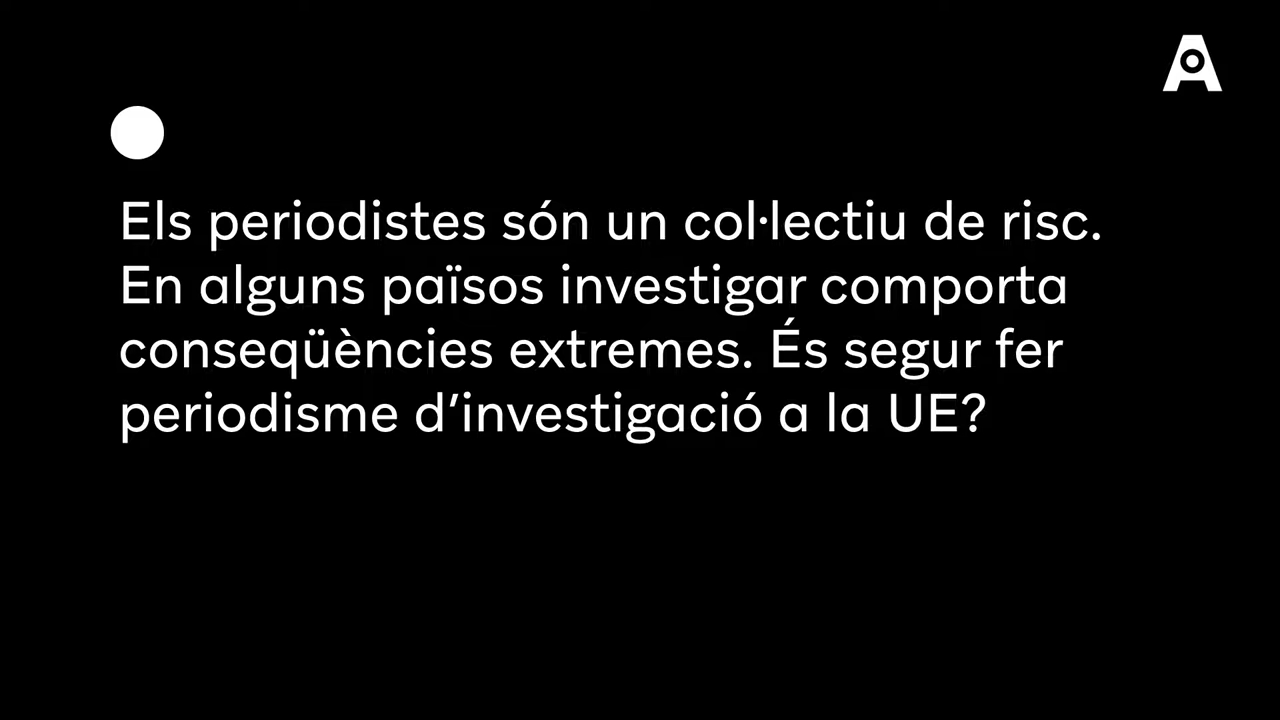 Els periodistes són un col·lectiu de risc.
En alguns països investigar comporta
conseqüències extremes. És segur fer
periodisme d’investigació a la UE?